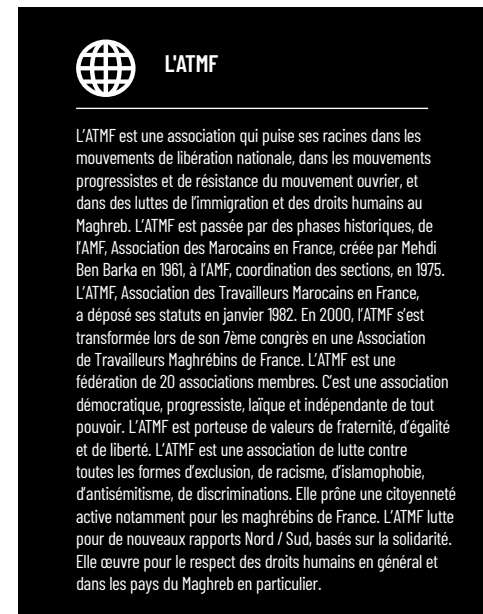 L'ATMF
L'ATMF est une association qui puise ses racines dans les
mouvements de libération nationale, dans les mouvements
progressistes et de résistance du mouvement ouvrier, et
dans des luttes de l'immigration et des droits humains au
Maghreb. L'ATMF est passée par des phases historiques, de
l'AMF, Association des Marocains en France, créée par Mehdi
Ben Barka en 1961, à l'AMF, coordination des sections, en 1975.
L'ATMF, Association des Travailleurs Marocains en France,
a déposé ses statuts en janvier 1982. En 2000, l'ATMF s'est
transformée lors de son 7ème congrès en une Association
de Travailleurs Maghrébins de France. L'ATMF est une
fédération de 20 associations membres. C'est une association
démocratique, progressiste, laïque et indépendante de tout
pouvoir. L'ATMF est porteuse de valeurs de fraternité, d'égalité
et de liberté. L'ATMF est une association de lutte contre
toutes les formes d'exclusion, de racisme, d'islamophobie,
d'antisémitisme, de discriminations. Elle prône une citoyenneté
active notamment pour les maghrébins de France. L'ATMF lutte
pour de nouveaux rapports Nord / Sud, basés sur la solidarité.
Elle œuvre pour le respect des droits humains en général et
dans les pays du Maghreb en particulier.